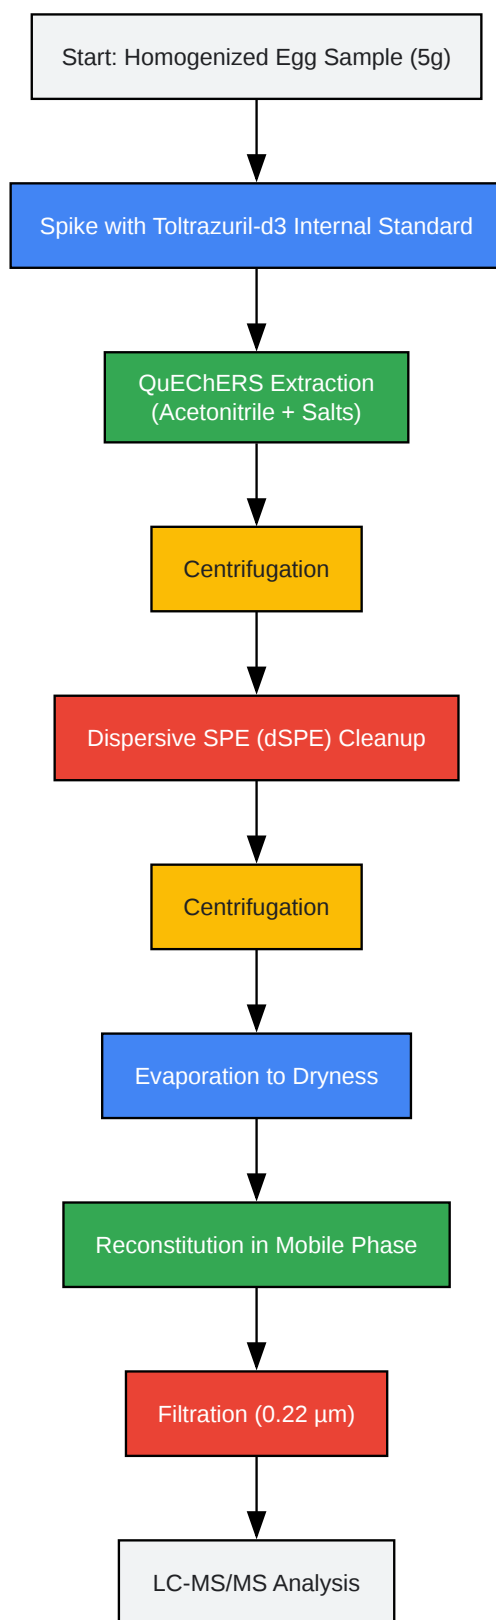 Start: Homogenized Egg Sample (5g)
Spike with Toltrazuril-d3 Internal Standard
QuEChERS Extraction
(Acetonitrile + Salts)
Centrifugation
Dispersive SPE (dSPE) Cleanup
Centrifugation
Evaporation to Dryness
Reconstitution in Mobile Phase
Filtration (0.22 µm)
LC-MS/MS Analysis